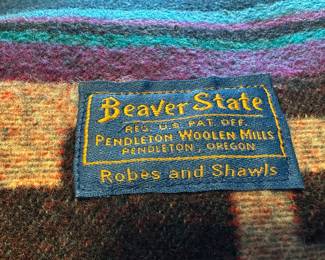 Beaver State
REG. U.S. PAT. OFF.
PENDLETON WOOLEN MILLS
PENDLETON, OREGON
Robes and Shawls